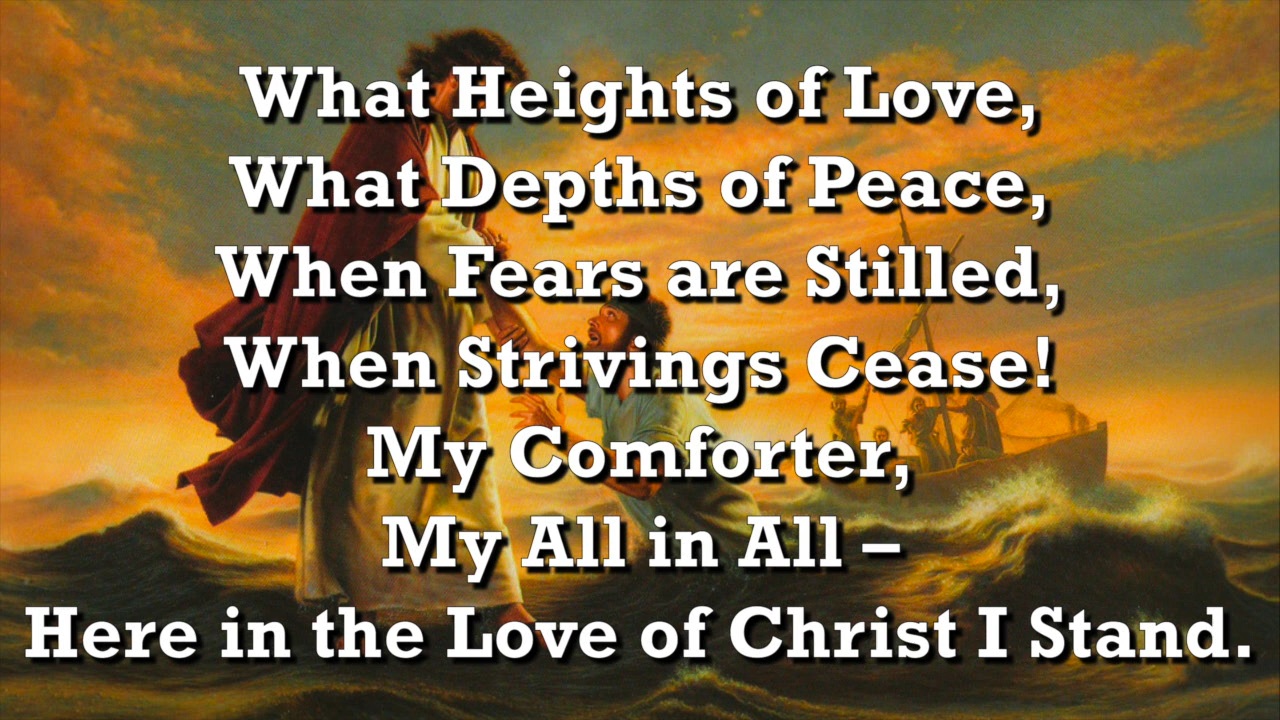 What Heights of Love,
What Depths of Peace,
When Fears are Stilled,
When Strivings Cease!
My Comforter,
My All in All –
Here in the Love of Christ I Stand.